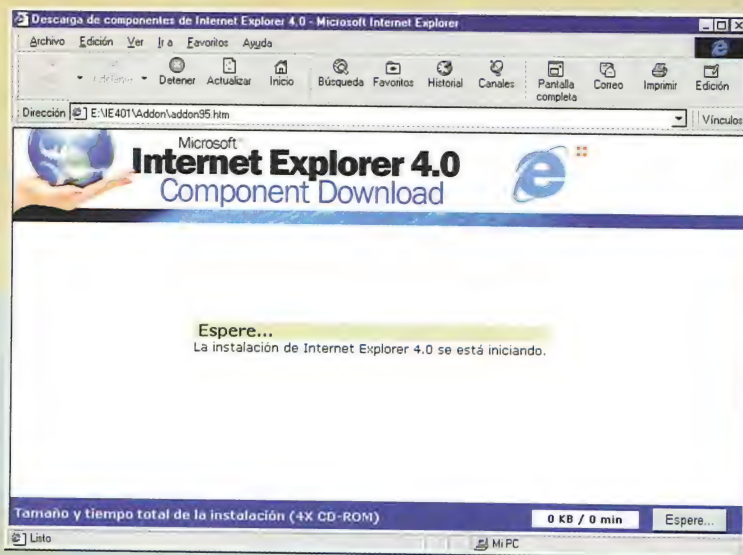 Descarga de componentes de Internet Explorer 4.0 - Microsoft Internet Explorer
Archivo Edición Ver Ir a Favoritos Ayuda
Adelante Detener Actualizar Inicio Búsqueda Favoritos Historial Canales Pantalla completa Correo Imprimir Edición
Dirección E:\IE401\Addon\addon95.htm Vínculos
Microsoft
Internet Explorer 4.0
Component Download
Espere...
La instalación de Internet Explorer 4.0 se está iniciando.
Tamaño y tiempo total de la instalación (4X CD-ROM) 0 KB / 0 min Espere...
Listo Mi PC